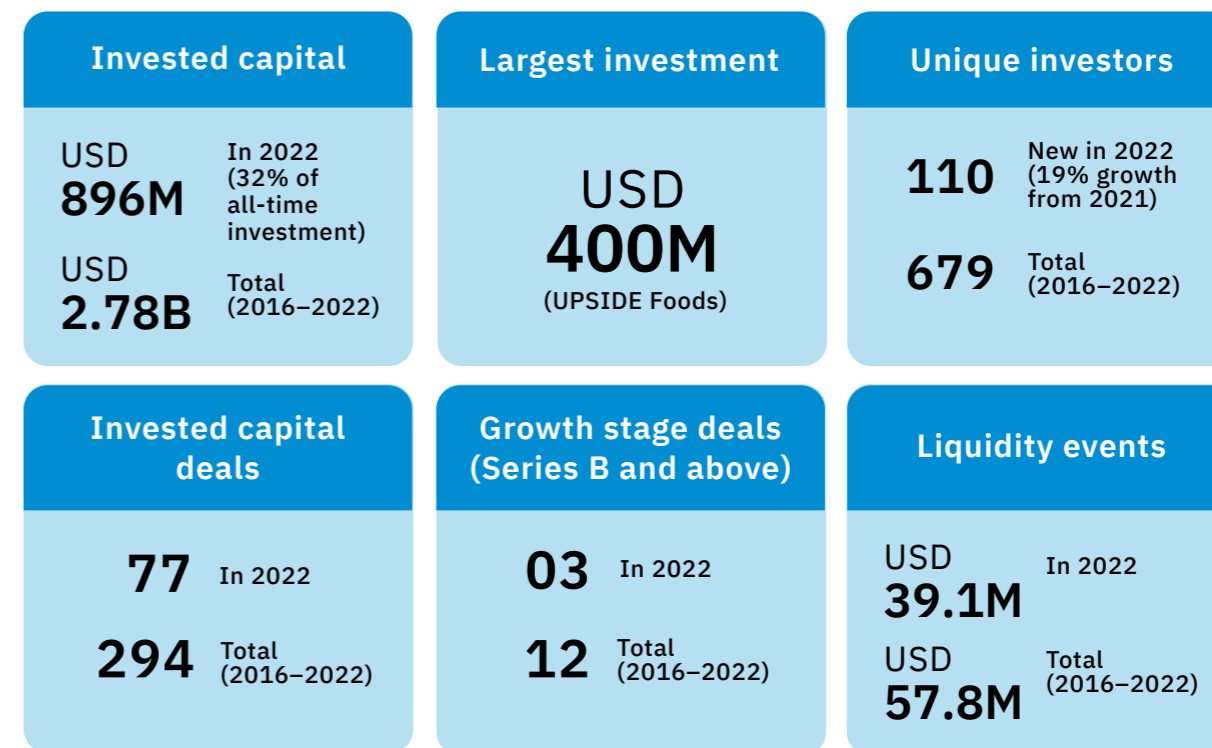 Invested capital
USD
896M
In 2022
(32% of
all-time
investment)
USD
2.78B
Total
(2016–2022)
Largest investment
USD
400M
(UPSIDE Foods)
Unique investors
110
New in 2022
(19% growth
from 2021)
679
Total
(2016–2022)
Invested capital
deals
77
In 2022
294
Total
(2016–2022)
Growth stage deals
(Series B and above)
03
In 2022
12
Total
(2016–2022)
Liquidity events
USD
39.1M
In 2022
USD
57.8M
Total
(2016–2022)